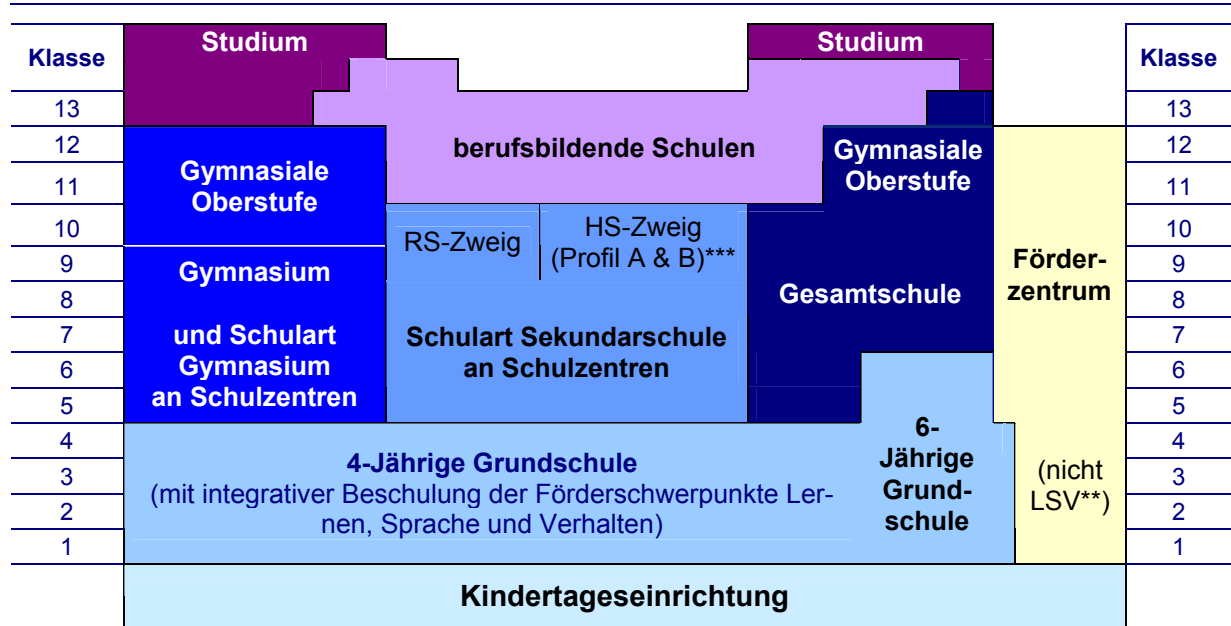 Klasse
Studium
Studium
Klasse
13
13
12
berufsbildende Schulen
12
11
Gymnasiale
Oberstufe
Gymnasiale
Oberstufe
11
10
RS-Zweig
HS-Zweig
(Profil A & B)***
10
9
Gymnasium
Förder-
zentrum
9
8
Gesamtschule
8
7
und Schulart
Gymnasium
an Schulzentren
Schulart Sekundarschule
an Schulzentren
7
6
6
5
5
4
4-Jährige Grundschule
(mit integrativer Beschulung der Förderschwerpunkte Ler-
nen, Sprache und Verhalten)
6-
Jährige
Grund-
schule
(nicht
LSV**)
4
3
3
2
2
1
1
Kindertageseinrichtung